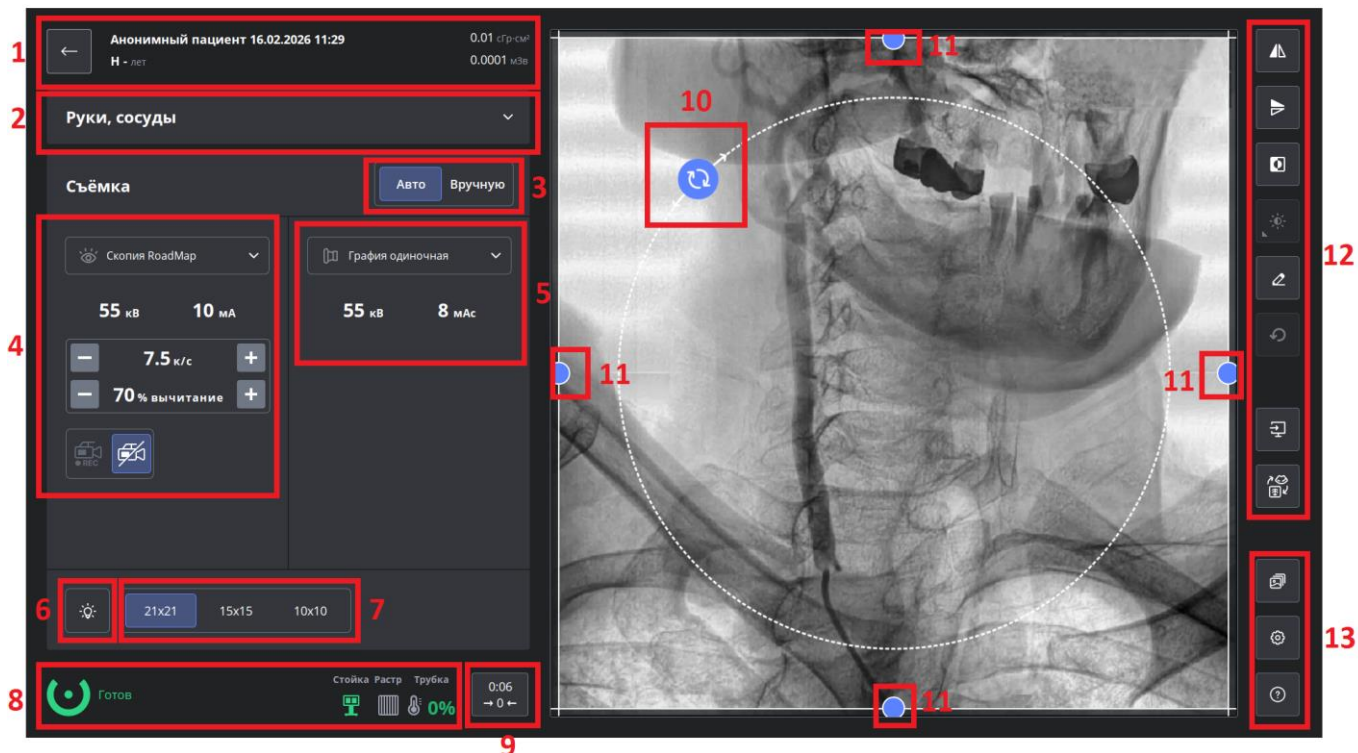 1
Анонимный пациент 16.02.2026 11:29
0.01 сГр·см²
Н - лет
0.0001 мЗв
2
Руки, сосуды
Съёмка
Авто
Вручную
3
4
Скопия RoadMap
55 кВ
10 мА
7.5 к/с
70 % вычитание
REC
График одиночная
55 кВ
8 мАс
5
6
21x21
15x15
10x10
7
8
Готов
Стойка Растр Трубка
0%
0:06
→ 0 ←
9
10
11
11
11
11
12
13